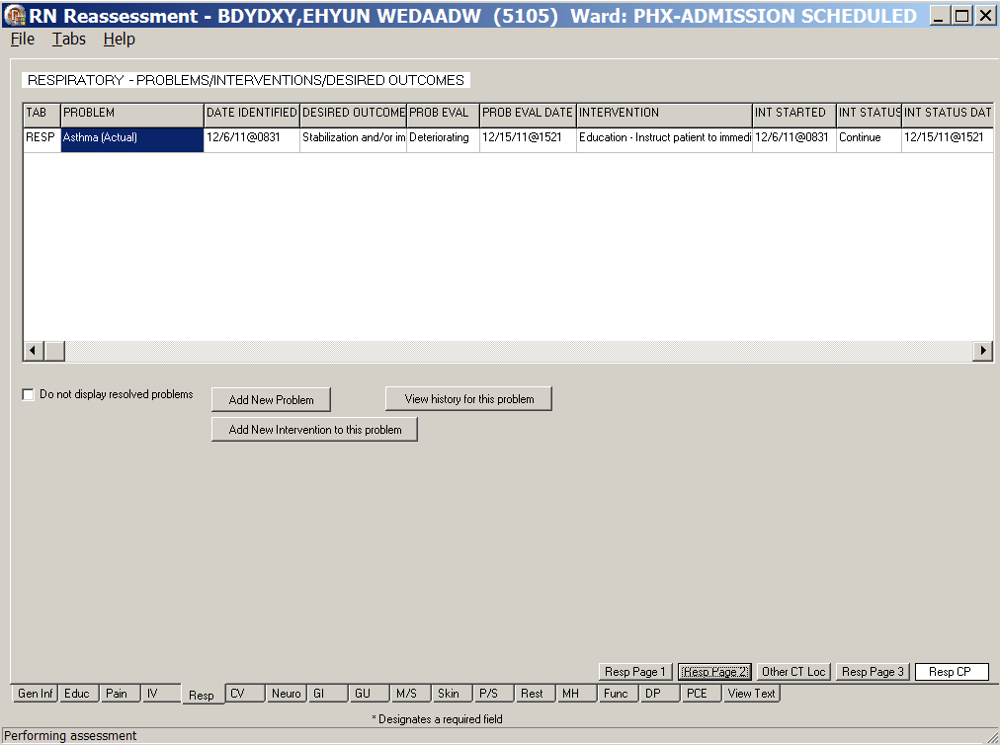 RN Reassessment - BDYDXY,EHYUN WEDAADW (5105) Ward: PHX-ADMISSION SCHEDULED
File Tabs Help
RESPIRATORY - PROBLEMS/INTERVENTIONS/DESIRED OUTCOMES
TAB PROBLEM DATE IDENTIFIED DESIRED OUTCOME PROB EVAL PROB EVAL DATE INTERVENTION INT STARTED INT STATUS INT STATUS DAT
RESP Asthma (Actual) 12/6/11@0831 Stabilization and/or im Deteriorating 12/15/11@1521 Education - Instruct patient to immedi 12/6/11@0831 Continue 12/15/11@1521
Do not display resolved problems Add New Problem View history for this problem
Add New Intervention to this problem
Resp Page 1 Resp Page 2 Other CT Loc Resp Page 3 Resp CP
Gen Inf Educ Pain IV Resp CV Neuro GI GU M/S Skin P/S Rest MH Func DP PCE View Text
* Designates a required field
Performing assessment